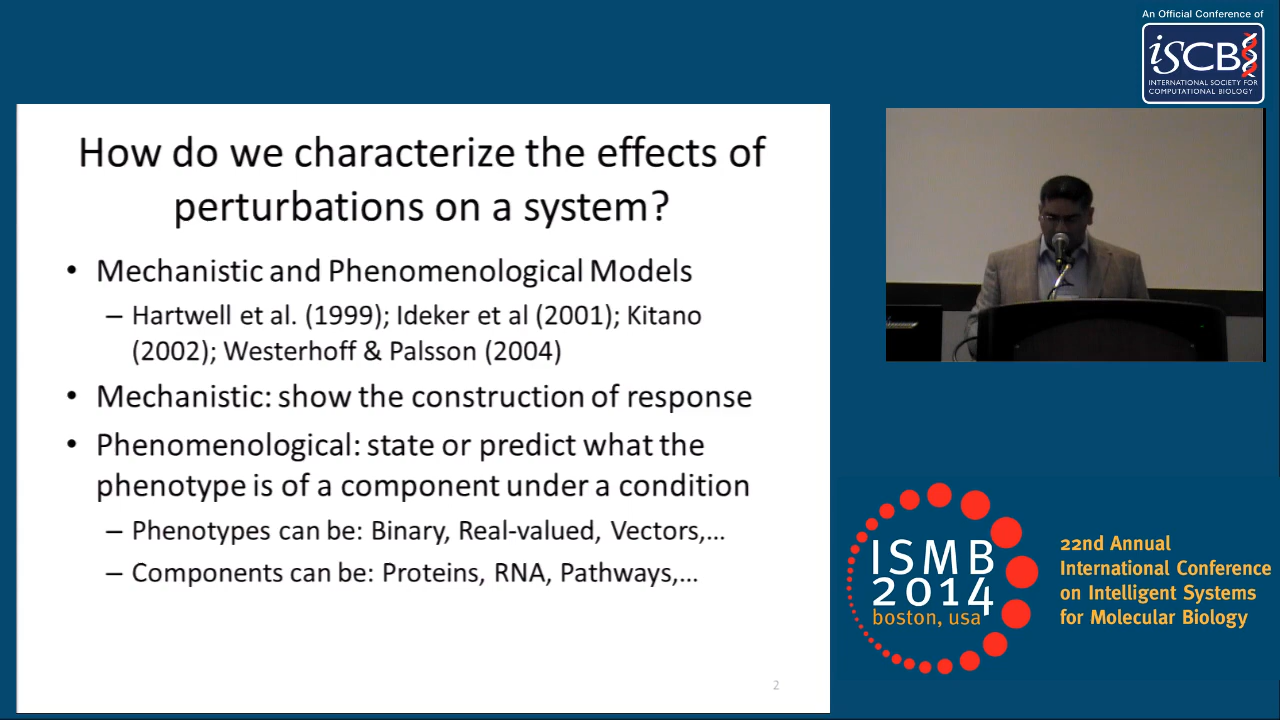 An Official Conference of
iSCB
INTERNATIONAL SOCIETY FOR
COMPUTATIONAL BIOLOGY
How do we characterize the effects of
perturbations on a system?
• Mechanistic and Phenomenological Models
– Hartwell et al. (1999); Ideker et al (2001); Kitano
(2002); Westerhoff & Palsson (2004)
• Mechanistic: show the construction of response
• Phenomenological: state or predict what the
phenotype is of a component under a condition
– Phenotypes can be: Binary, Real-valued, Vectors,...
– Components can be: Proteins, RNA, Pathways,...
2
ISMB
2014
boston, usa
22nd Annual
International Conference
on Intelligent Systems
for Molecular Biology